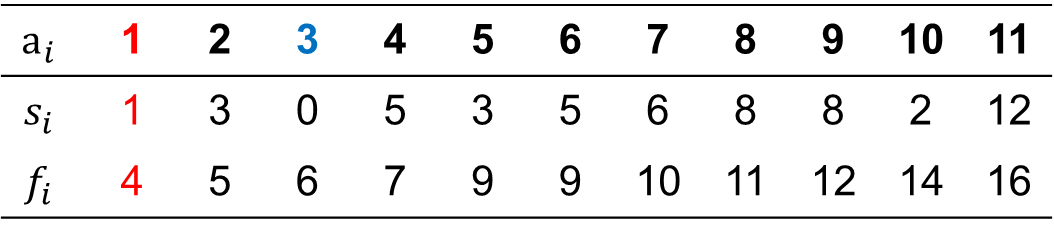 aᵢ 1 2 3 4 5 6 7 8 9 10 11
sᵢ 1 3 0 5 3 5 6 8 8 2 12
fᵢ 4 5 6 7 9 9 10 11 12 14 16